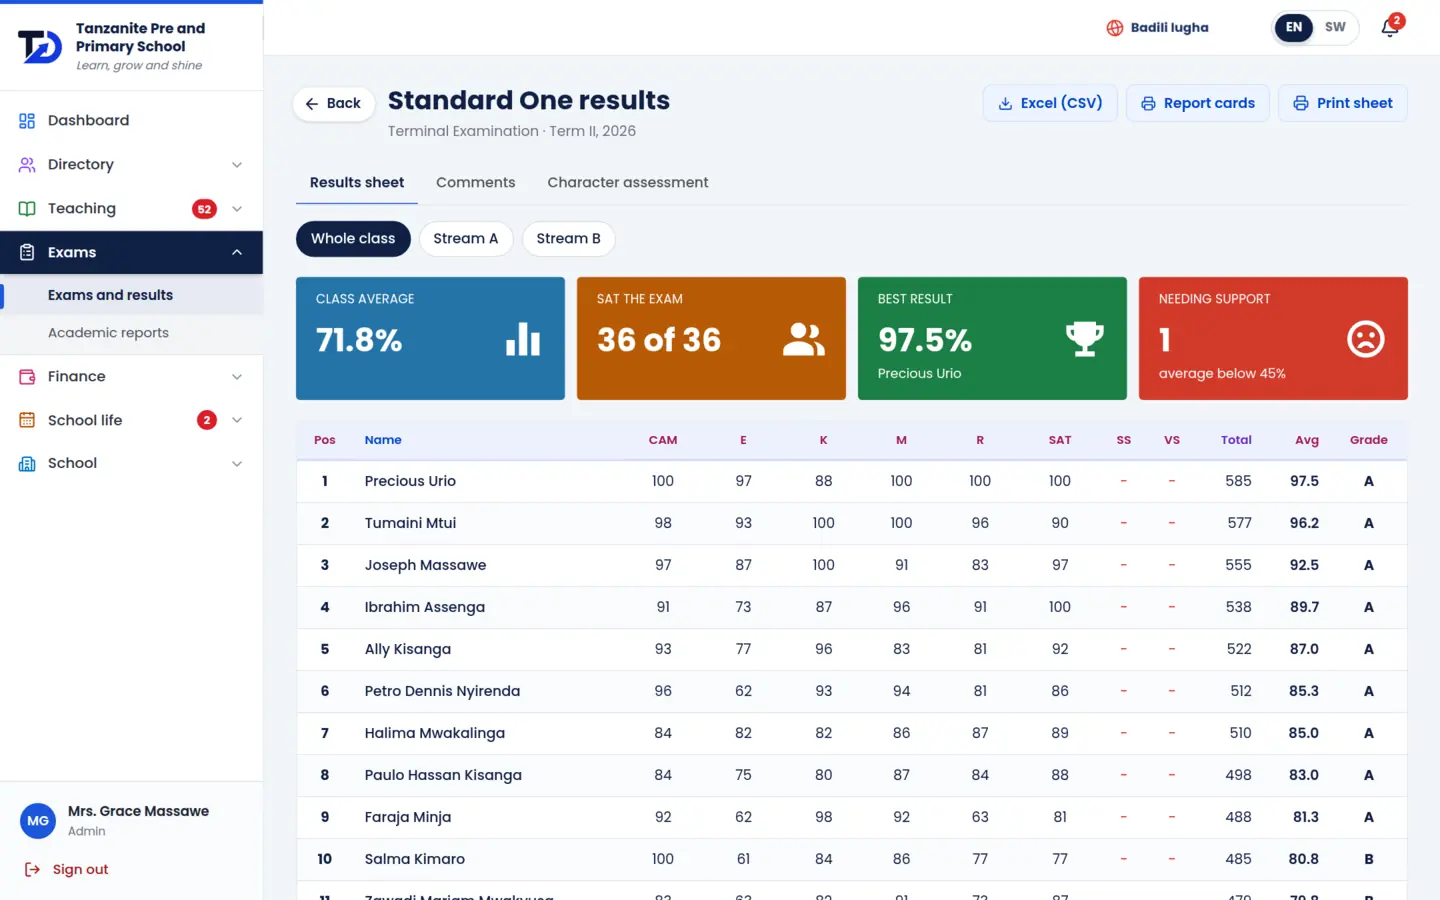 Tanzanite Pre and
Primary School
Learn, grow and shine
Badili lugha
EN SW
2
Dashboard
Directory
Teaching 52
Exams
Exams and results
Academic reports
Finance
School life 2
School
MG
Mrs. Grace Massawe
Admin
Sign out
Back
Standard One results
Terminal Examination · Term II, 2026
Excel (CSV)
Report cards
Print sheet
Results sheet Comments Character assessment
Whole class Stream A Stream B
CLASS AVERAGE
71.8%
SAT THE EXAM
36 of 36
BEST RESULT
97.5%
Precious Urio
NEEDING SUPPORT
1
average below 45%
Pos Name CAM E K M R SAT SS VS Total Avg Grade
1 Precious Urio 100 97 88 100 100 100 - - 585 97.5 A
2 Tumaini Mtui 98 93 100 100 96 90 - - 577 96.2 A
3 Joseph Massawe 97 87 100 91 83 97 - - 555 92.5 A
4 Ibrahim Assenga 91 73 87 96 91 100 - - 538 89.7 A
5 Ally Kisanga 93 77 96 83 81 92 - - 522 87.0 A
6 Petro Dennis Nyirenda 96 62 93 94 81 86 - - 512 85.3 A
7 Halima Mwakalinga 84 82 82 86 87 89 - - 510 85.0 A
8 Paulo Hassan Kisanga 84 75 80 87 84 88 - - 498 83.0 A
9 Faraja Minja 92 62 98 92 63 81 - - 488 81.3 A
10 Salma Kimaro 100 61 84 86 77 77 - - 485 80.8 B
11 Zawadi Mariam